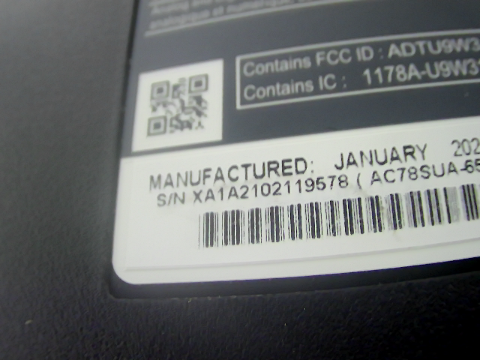 Contains FCC ID : ADTU9W3
Contains IC : 1178A-U9W3
MANUFACTURED: JANUARY 202
S/N XA1A2102119578 ( AC78SUA-65